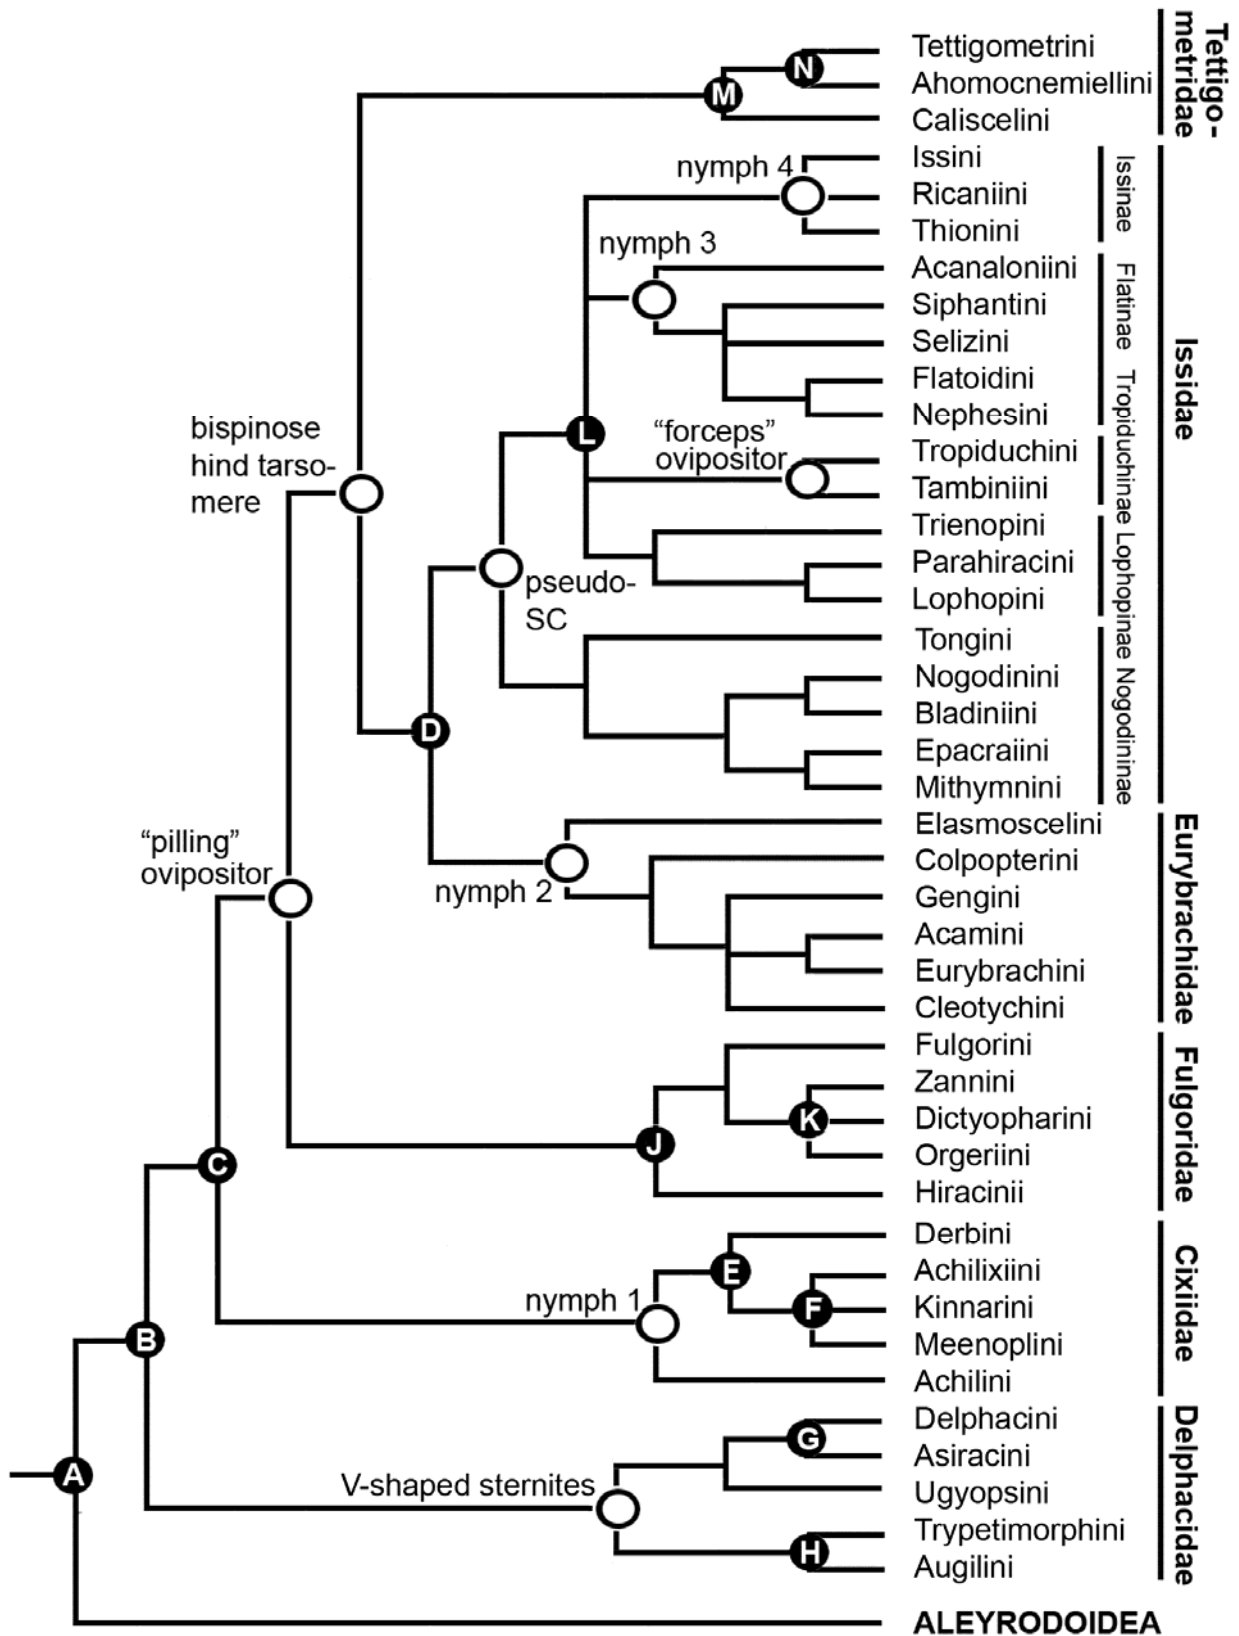 Tettigometrini
Ahomocnemiellini
Caliscelini
Issini
Ricaniini
Thionini
Acanaloniini
Siphantini
Selizini
Flatoidini
Nephesini
Tropiduchini
Tambiniini
Trienopini
Parahiracini
Lophopini
Tongini
Nogodinini
Bladiniini
Epacraiini
Mithymnini
Elasmoscelini
Colpopterini
Gengini
Acamini
Eurybrachini
Cleotychini
Fulgorini
Zannini
Dictyopharini
Orgeriini
Hiracinii
Derbini
Achilixiini
Kinnarini
Meenoplini
Achilini
Delphacini
Asiracini
Ugyopsini
Trypetimorphini
Augilini
ALEYRODOIDEA
Tettigo-
metridae
Issidae
Eurybrachidae
Fulgoridae
Cixiidae
Delphacidae
Issinae
Flatinae
Tropiduchinae
Lophopinae
Nogodininae
nymph 4
nymph 3
“forceps”
ovipositor
bispinose
hind tarso-
mere
pseudo-
SC
“pilling”
ovipositor
nymph 2
nymph 1
V-shaped sternites
N
M
L
D
K
J
C
E
F
B
G
A
H